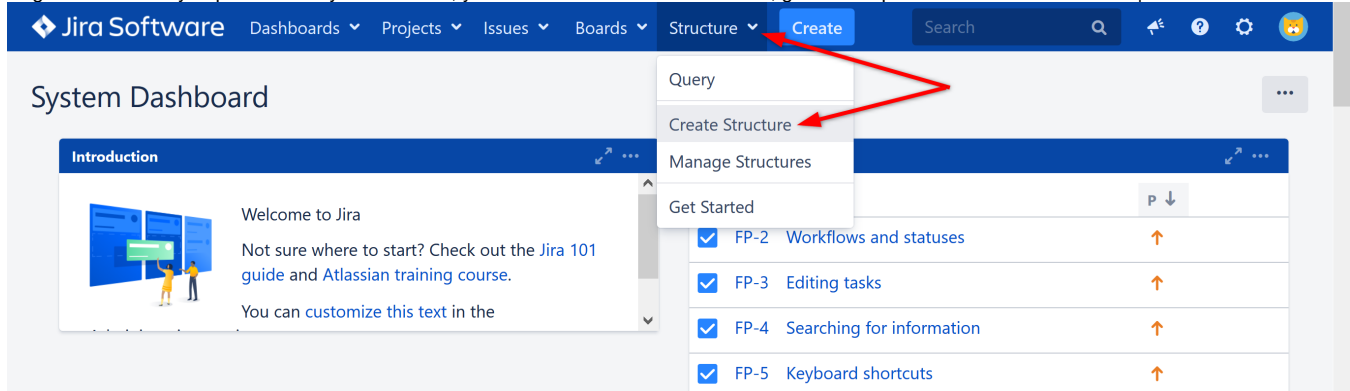 Jira Software Dashboards Projects Issues Boards Structure Create Search
Query
System Dashboard
Create Structure
Introduction
Manage Structures
P
Welcome to Jira
Get Started
Not sure where to start? Check out the Jira 101
guide and Atlassian training course.
You can customize this text in the
FP-2 Workflows and statuses
FP-3 Editing tasks
FP-4 Searching for information
FP-5 Keyboard shortcuts